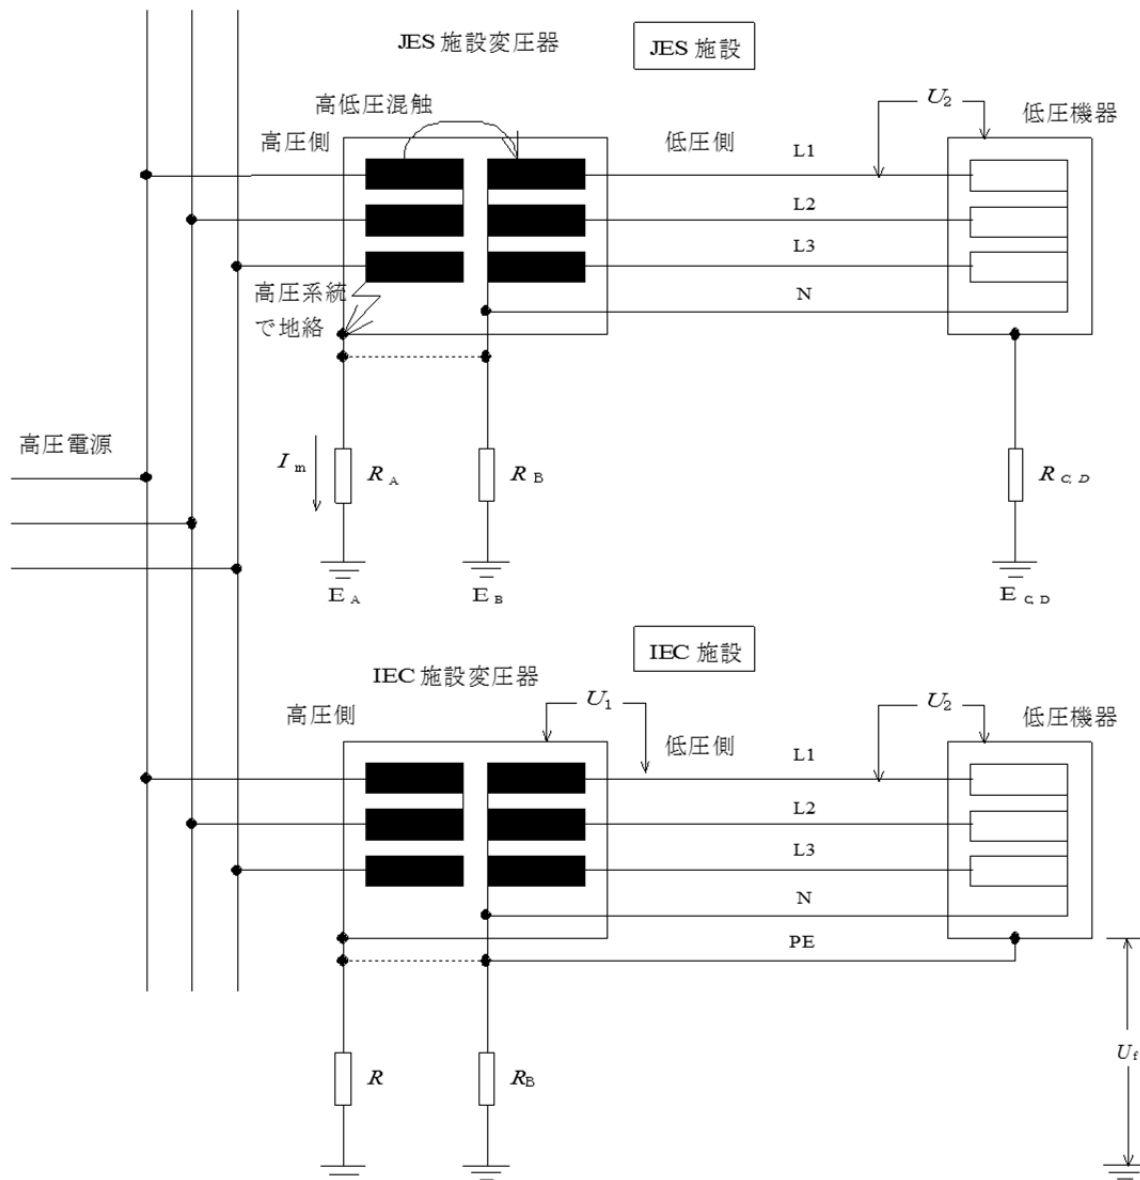 JES 施設変圧器
JES 施設
高低圧混触
U2
低圧機器
高圧側
低圧側
L1
L2
L3
高圧系統
で地絡
N
高圧電源
Im
RA
RB
RC,D
EA
EB
EC,D
IEC 施設
IEC 施設変圧器
高圧側
U1
U2
低圧機器
低圧側
L1
L2
L3
N
PE
Uf
R
RB